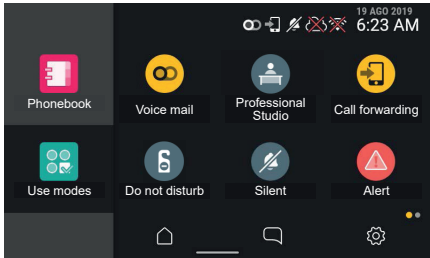 19 AGO 2019
6:23 AM
Phonebook
Voice mail
Professional
Studio
Call forwarding
Use modes
Do not disturb
Silent
Alert